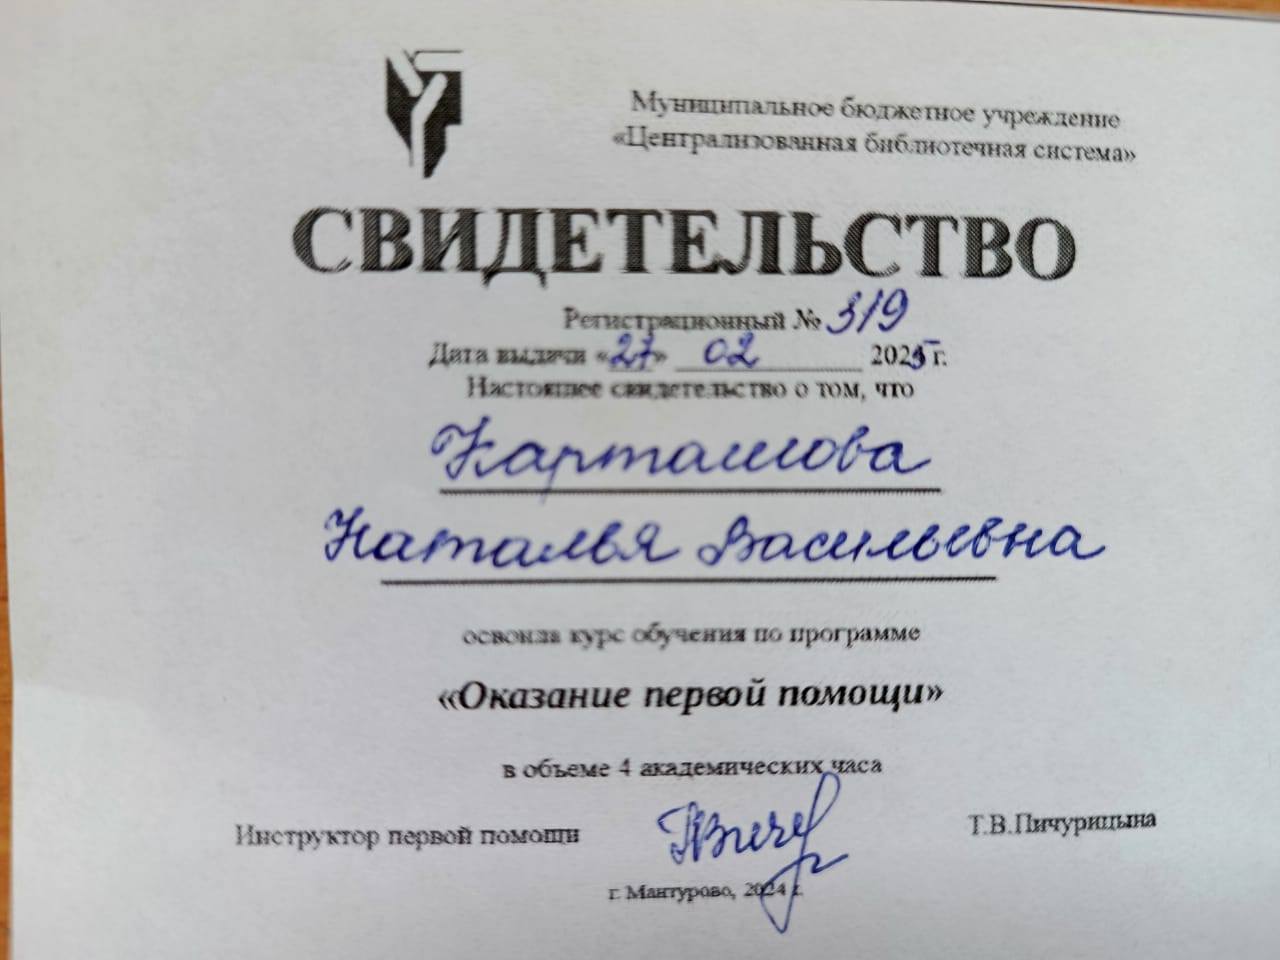 Муниципальное бюджетное учреждение
«Централизованная библиотечная система»
СВИДЕТЕЛЬСТВО
Регистрационный № 319
Дата выдачи «27» 02 2025 г.
Настоящее свидетельство о том, что
Карташова
Наталья Васильевна
освоила курс обучения по программе
«Оказание первой помощи»
в объеме 4 академических часа
Инструктор первой помощи Т.В.Пичурицына
г. Мантурово, 2024 г.